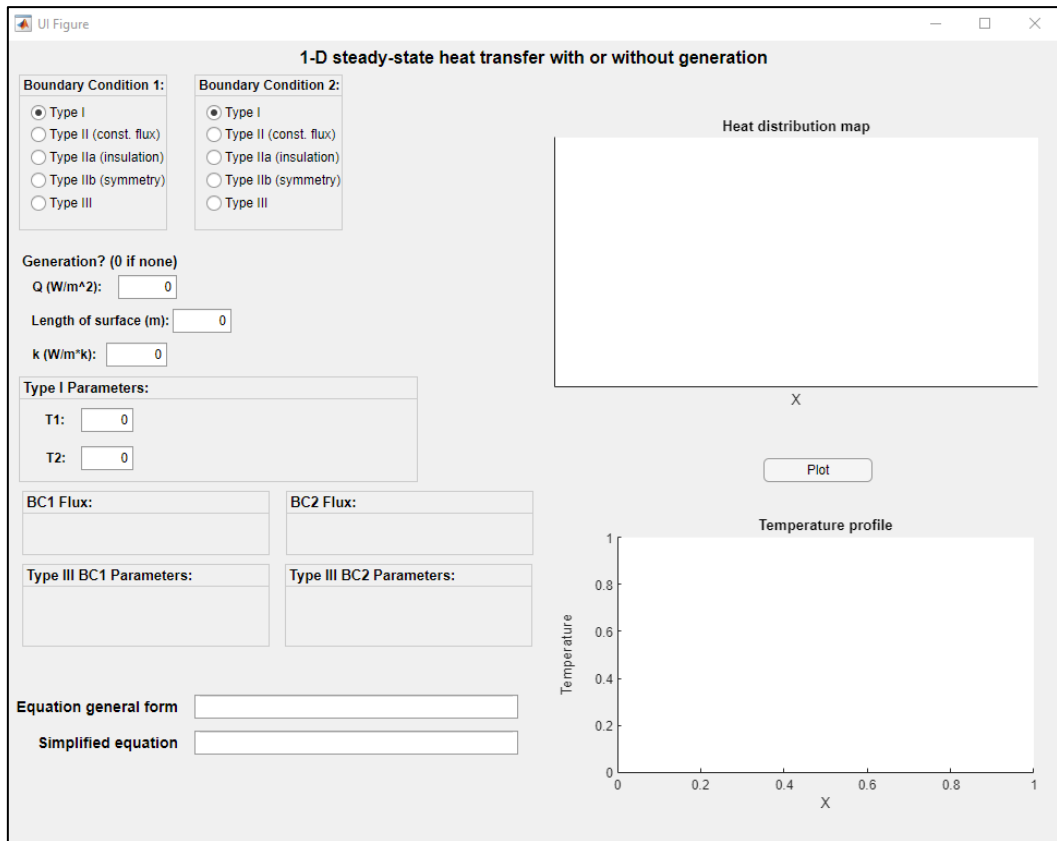 UI Figure
1-D steady-state heat transfer with or without generation
Boundary Condition 1:
Type I
Type II (const. flux)
Type IIa (insulation)
Type IIb (symmetry)
Type III
Boundary Condition 2:
Type I
Type II (const. flux)
Type IIa (insulation)
Type IIb (symmetry)
Type III
Generation? (0 if none)
Q (W/m^2): 0
Length of surface (m): 0
k (W/m*k): 0
Type I Parameters:
T1: 0
T2: 0
BC1 Flux:
BC2 Flux:
Type III BC1 Parameters:
Type III BC2 Parameters:
Equation general form
Simplified equation
Heat distribution map
X
Plot
Temperature profile
Temperature
1
0.8
0.6
0.4
0.2
0
0 0.2 0.4 0.6 0.8 1
X